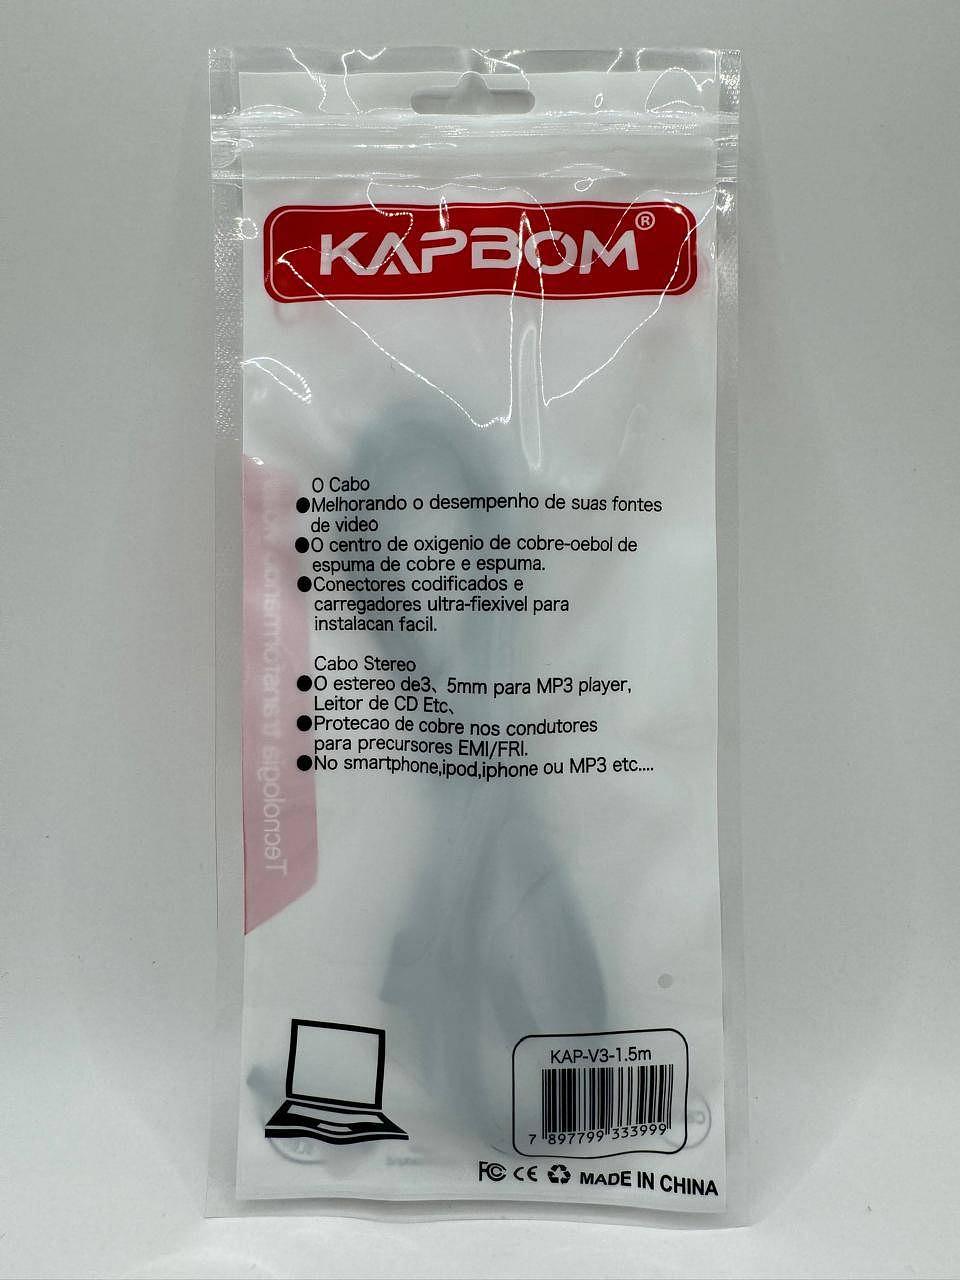 KAPBOM®
O Cabo
●Melhorando o desempenho de suas fontes
de video
●O centro de oxigenio de cobre-oebol de
espuma de cobre e espuma.
●Conectores codificados e
carregadores ultra-fiexivel para
instalacan facil.
Cabo Stereo
●O estereo de3、5mm para MP3 player,
Leitor de CD Etc、
●Protecao de cobre nos condutores
para precursores EMI/FRI.
●No smartphone,ipod,iphone ou MP3 etc....
Tecnologia transformando
KAP-V3-1.5m
7 897799 333999
FC CE MADE IN CHINA